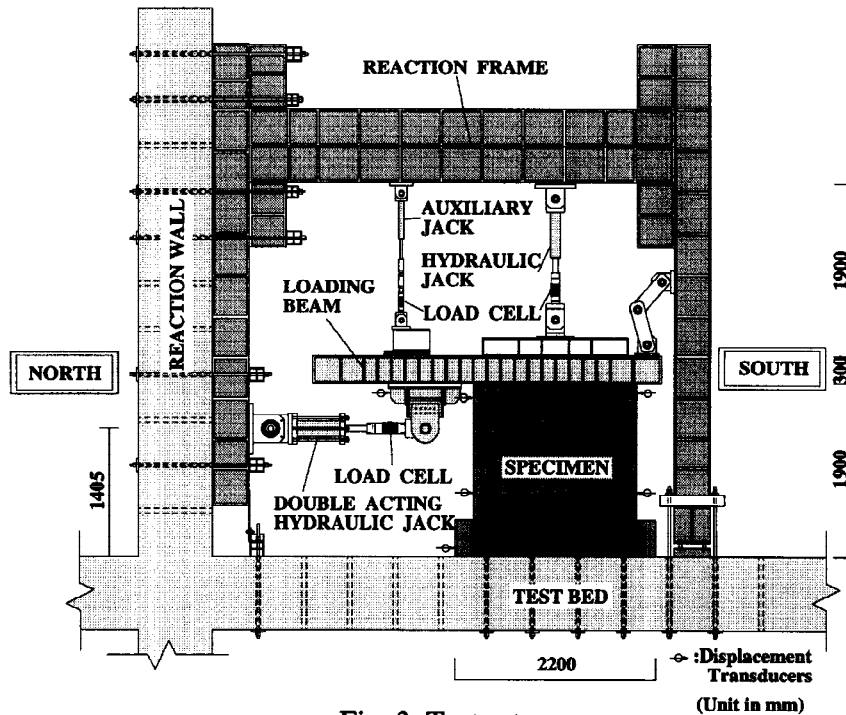 REACTION FRAME
REACTION WALL
AUXILIARY
JACK
HYDRAULIC
JACK
LOADING
BEAM
LOAD CELL
1900
NORTH
SOUTH
300
LOAD CELL
SPECIMEN
1900
DOUBLE ACTING
HYDRAULIC JACK
1405
TEST BED
2200
:Displacement
Transducers
(Unit in mm)